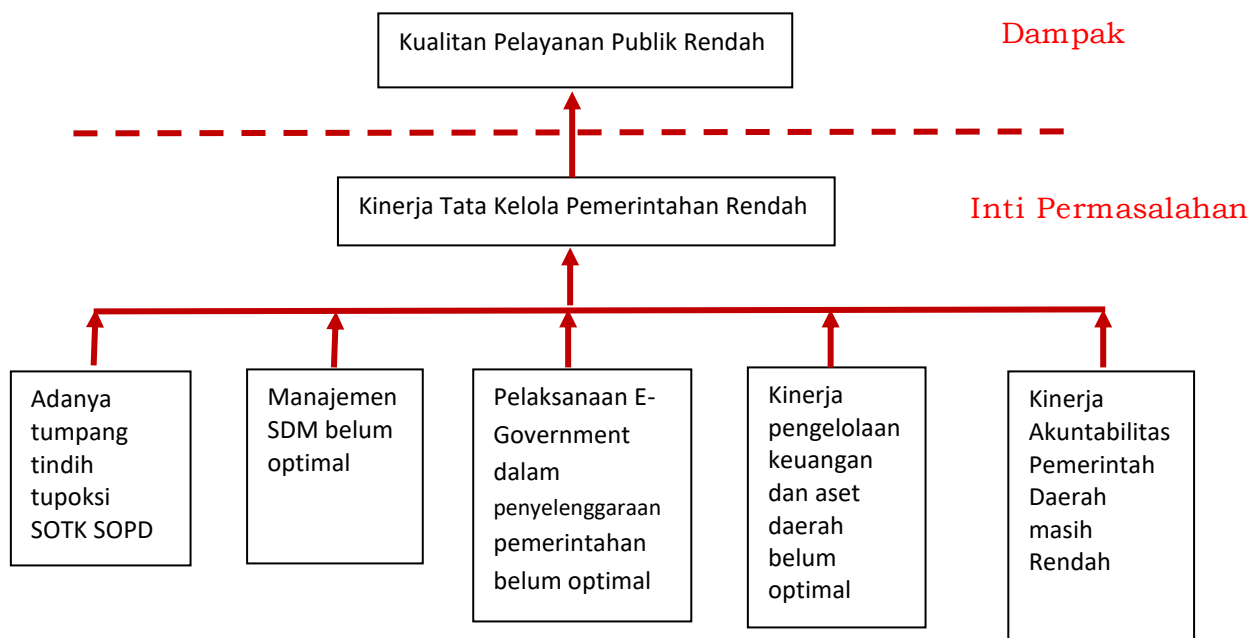 Kualitan Pelayanan Publik Rendah
Dampak
Kinerja Tata Kelola Pemerintahan Rendah
Inti Permasalahan
Adanya
tumpang
tindih
tupoksi
SOTK SOPD
Manajemen
SDM belum
optimal
Pelaksanaan E-
Government
dalam
penyelenggaraan
pemerintahan
belum optimal
Kinerja
pengelolaan
keuangan
dan aset
daerah
belum
optimal
Kinerja
Akuntabilitas
Pemerintah
Daerah
masih
Rendah